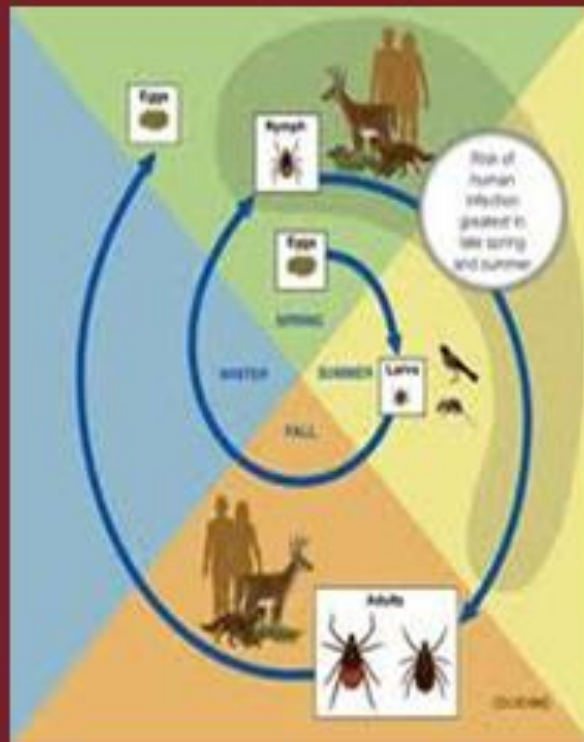 Eggs
Nymph
Risk of
human
infection
greatest in
late spring
and summer
Eggs
SPRING
WINTER
SUMMER
Larva
FALL
Adults